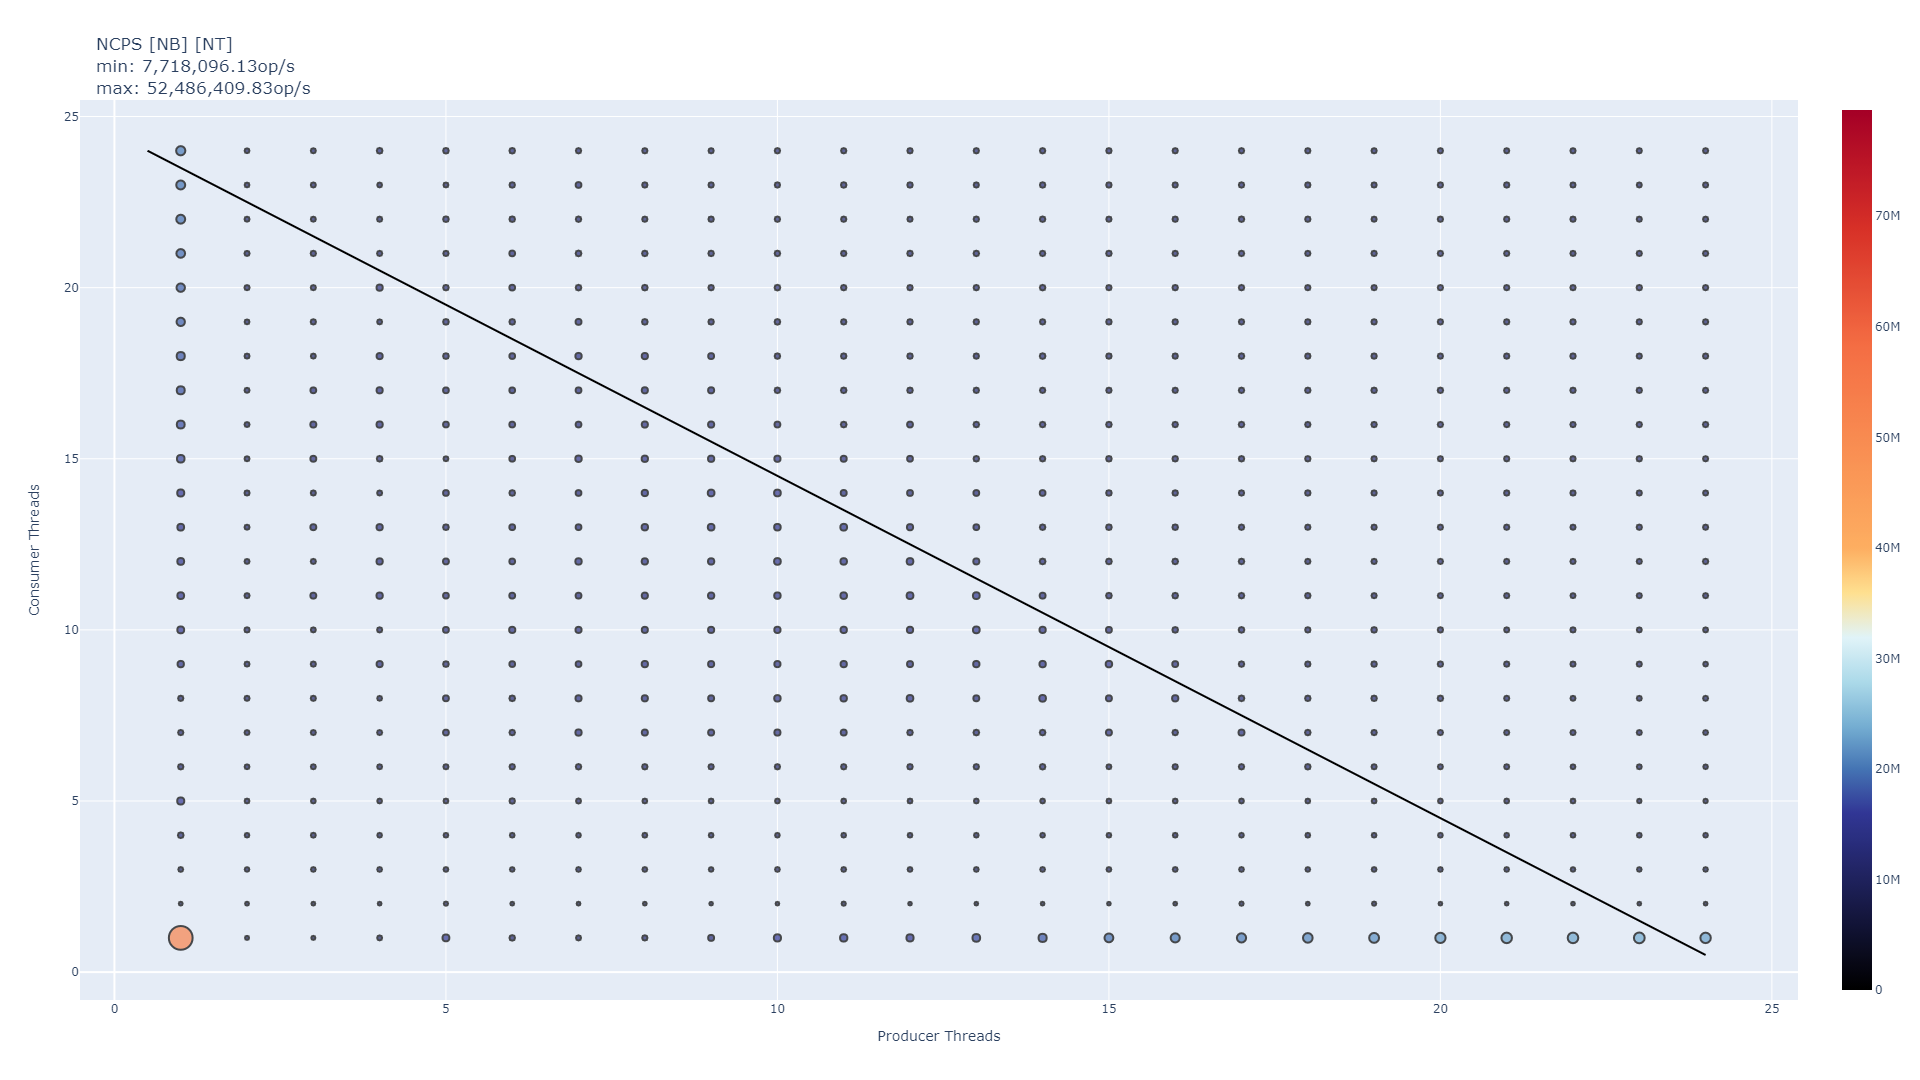 NCPS [NB] [NT]
min: 7,718,096.13op/s
max: 52,486,409.83op/s
25
20
15
10
5
0
Consumer Threads
0
5
10
15
20
25
Producer Threads
70M
60M
50M
40M
30M
20M
10M
0